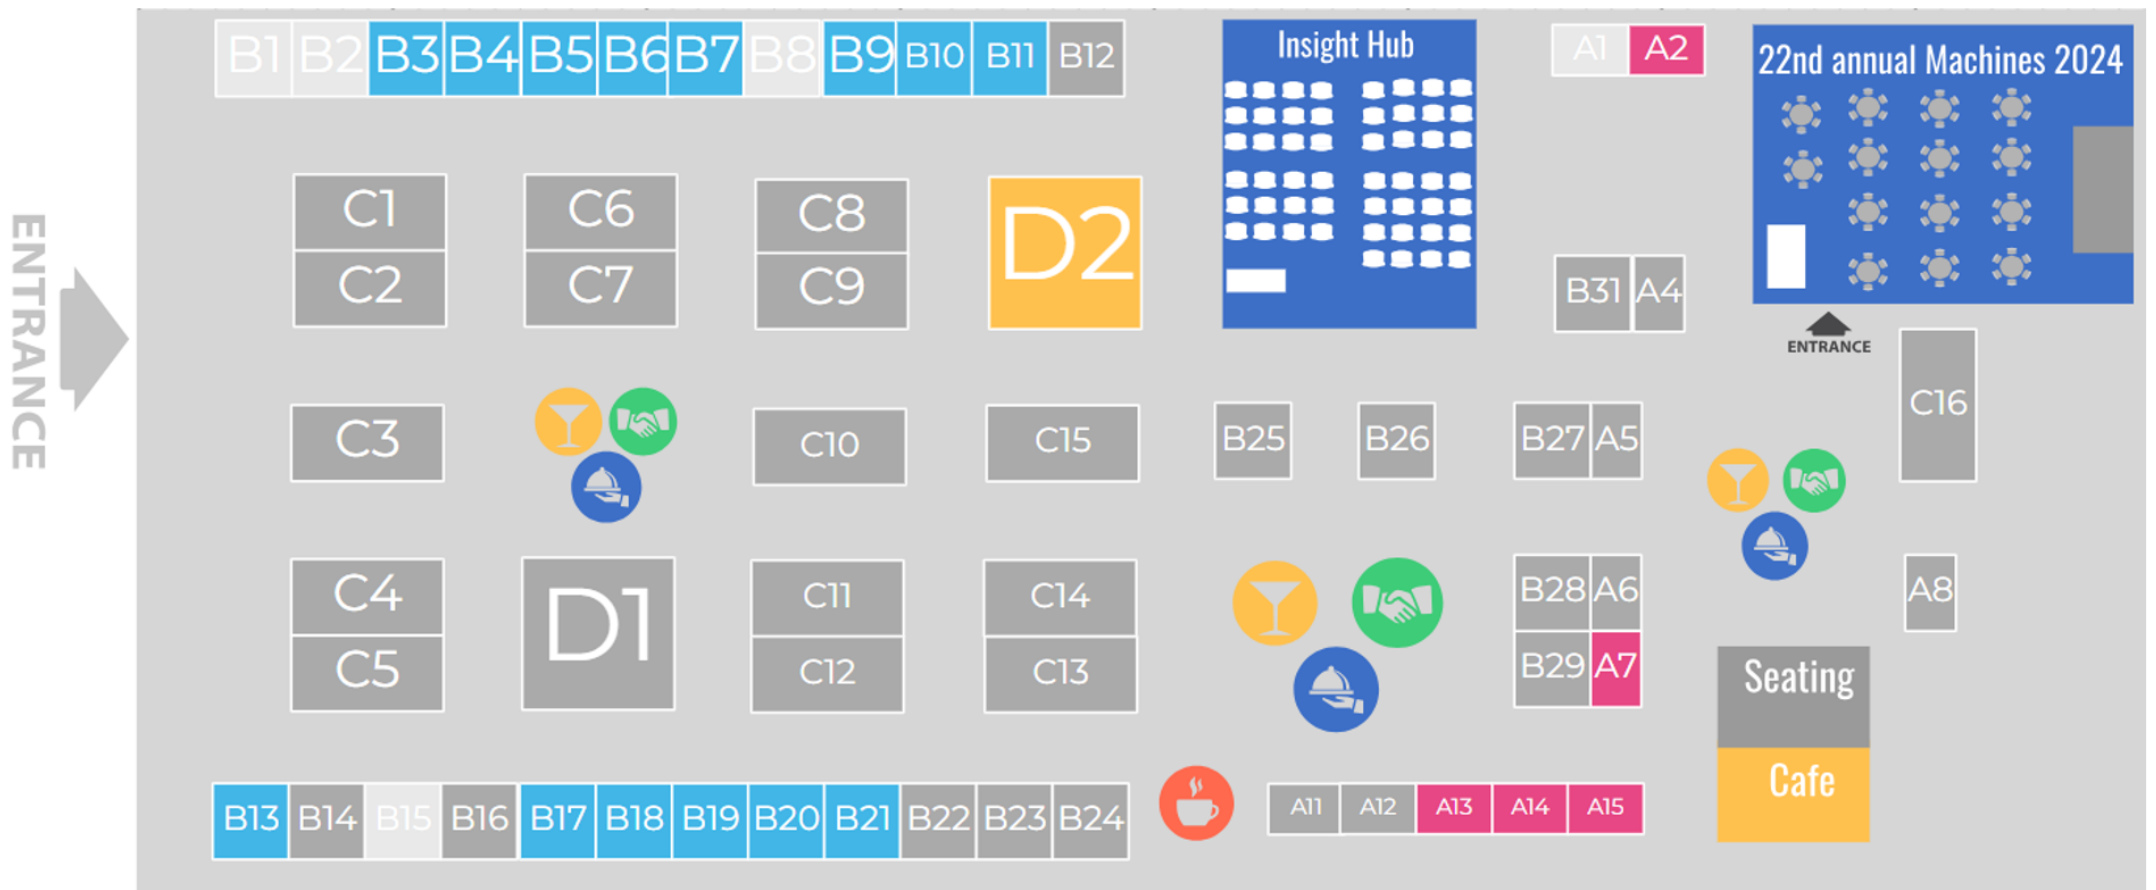 B1 B2 B3 B4 B5 B6 B7 B8 B9 B10 B11 B12
Insight Hub
A1 A2
22nd annual Machines 2024
ENTRANCE
C1 C6 C8 D2
C2 C7 C9
B31 A4
ENTRANCE
C3 C10 C15 B25 B26 B27 A5 C16
C4 D1 C11 C14 B28 A6 A8
C5 C12 C13 B29 A7
Seating
Cafe
B13 B14 B15 B16 B17 B18 B19 B20 B21 B22 B23 B24
A11 A12 A13 A14 A15